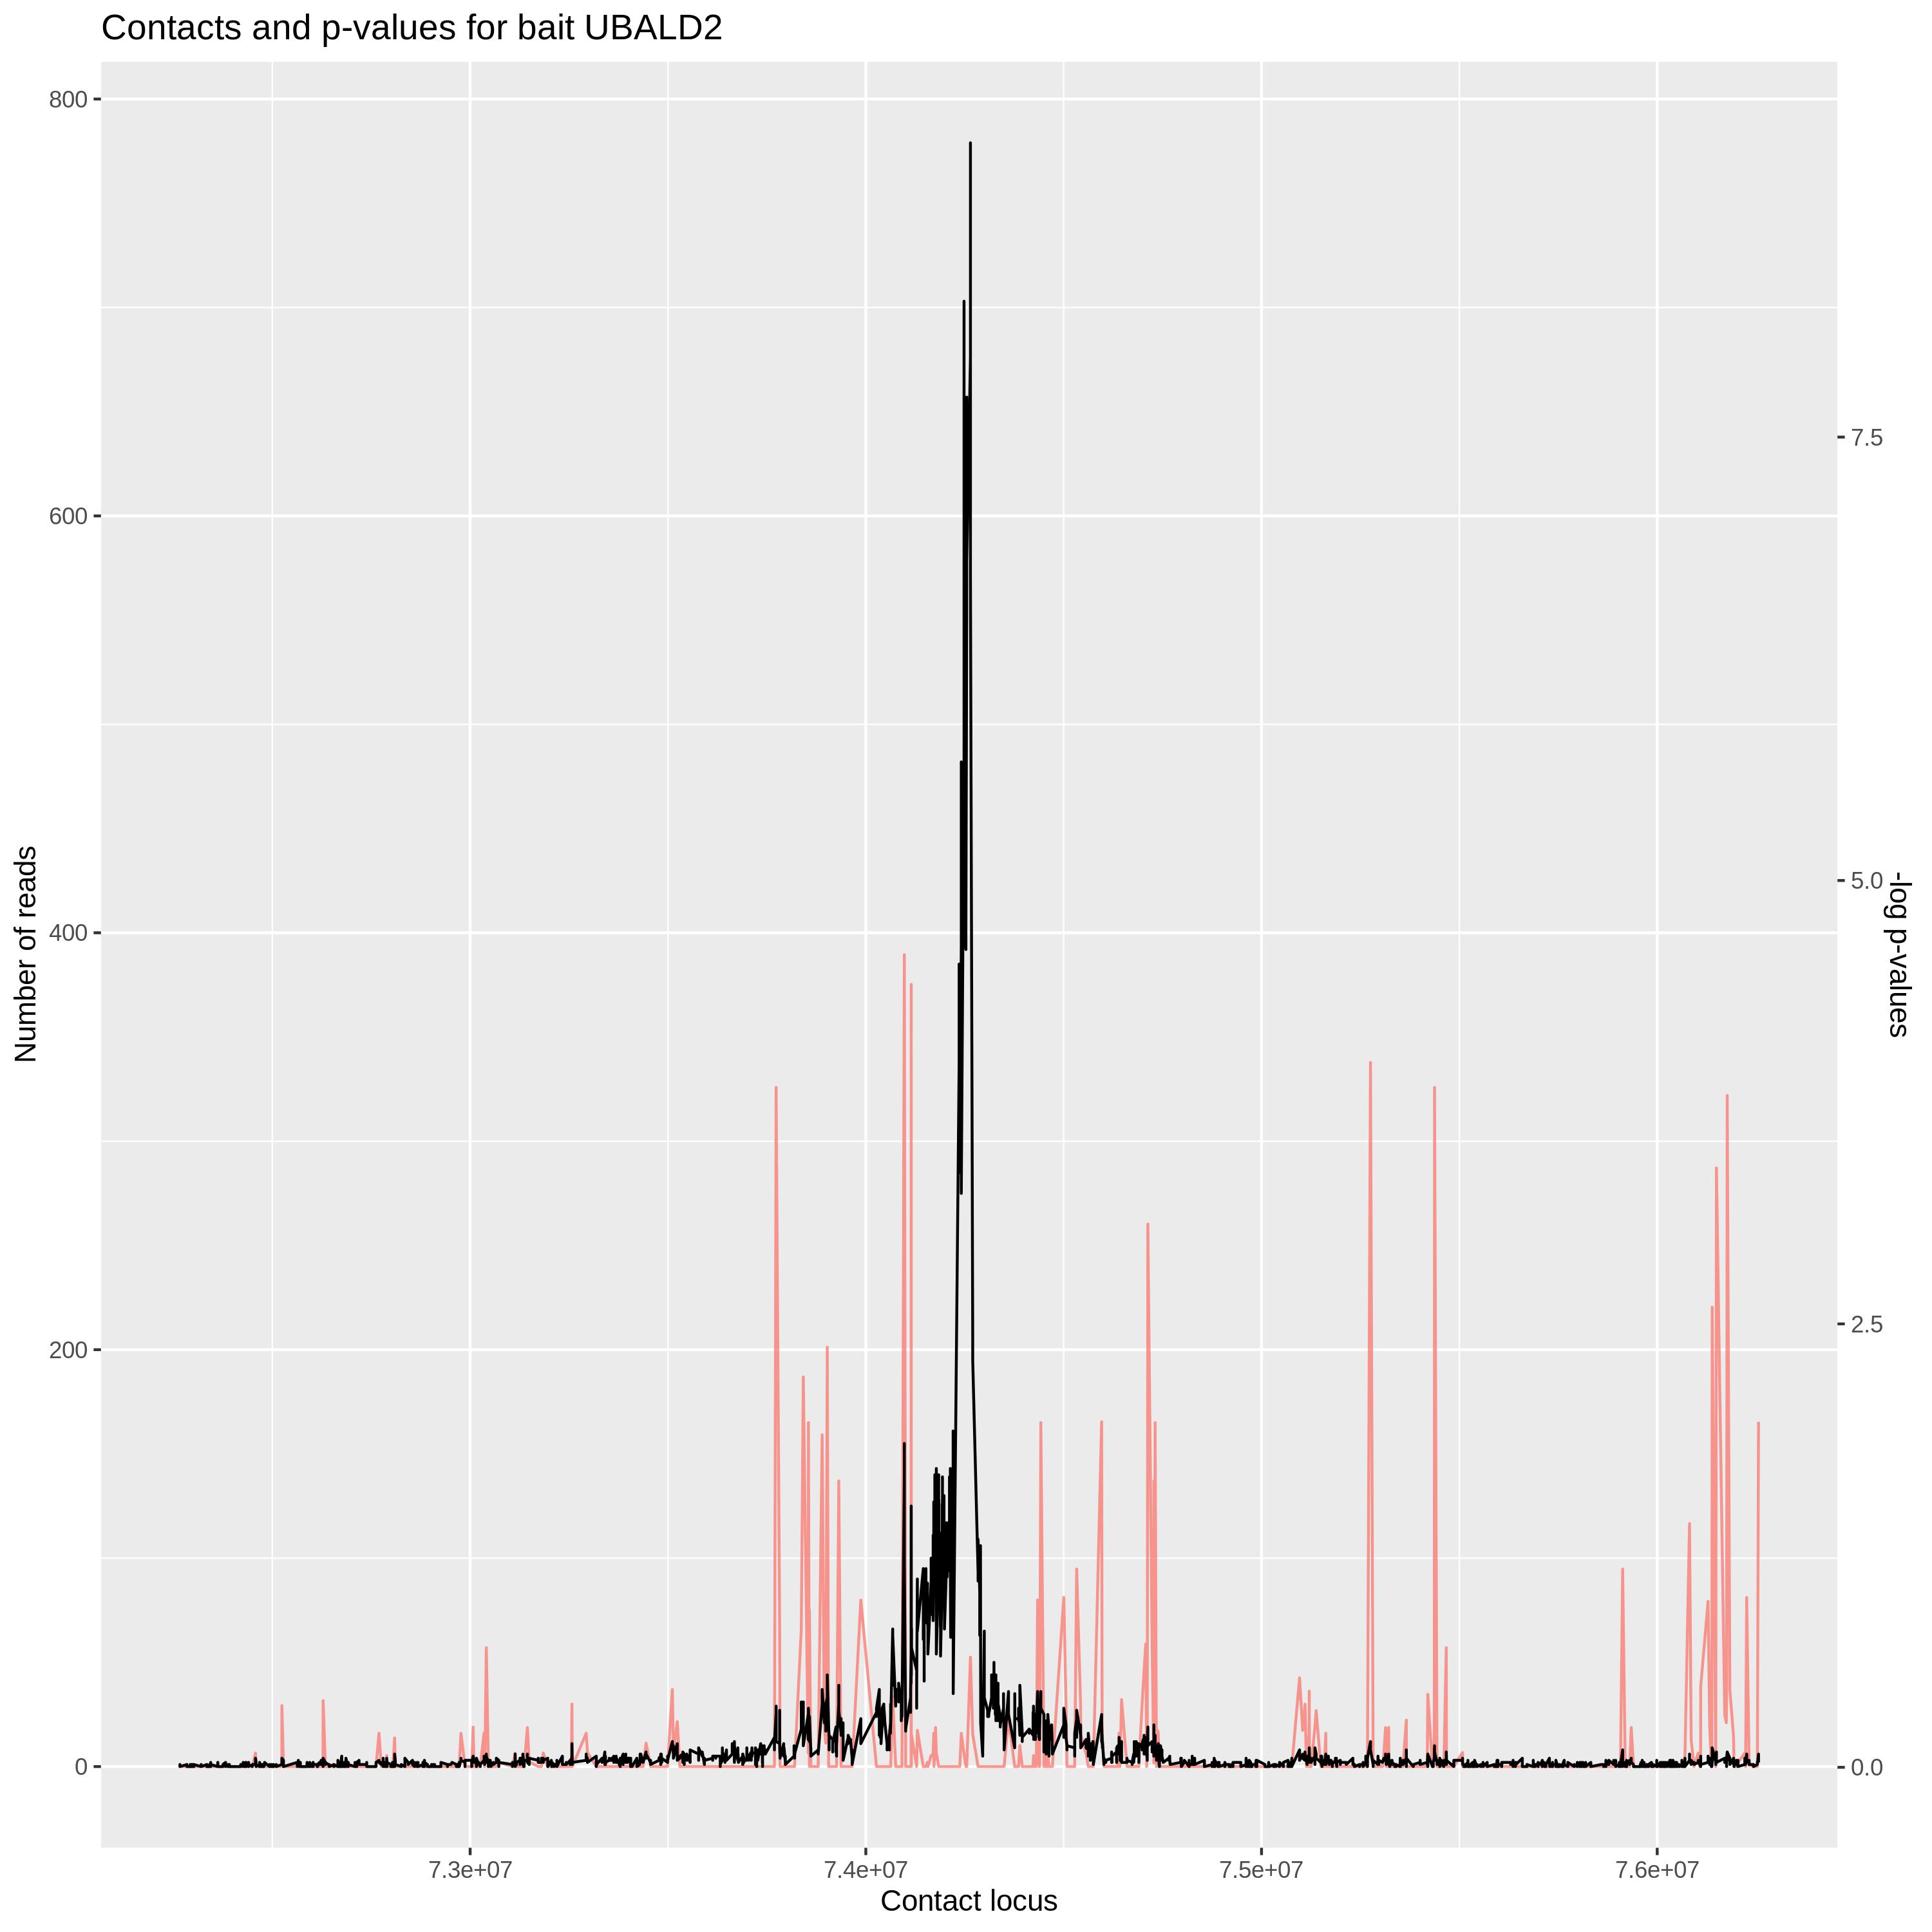 Contacts and p-values for bait UBALD2
800
600
400
200
0
Number of reads
7.5
5.0
2.5
0.0
-log p-values
7.3e+07
7.4e+07
7.5e+07
7.6e+07
Contact locus